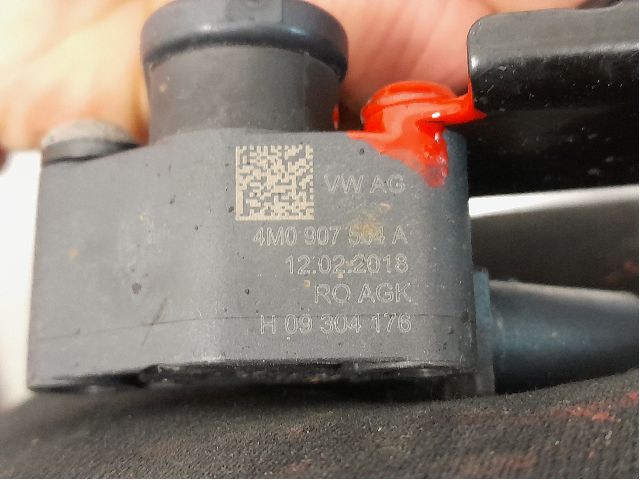 VW AG
4M0 907 504 A
12.02.2018
RO AGK
H 09 304 176